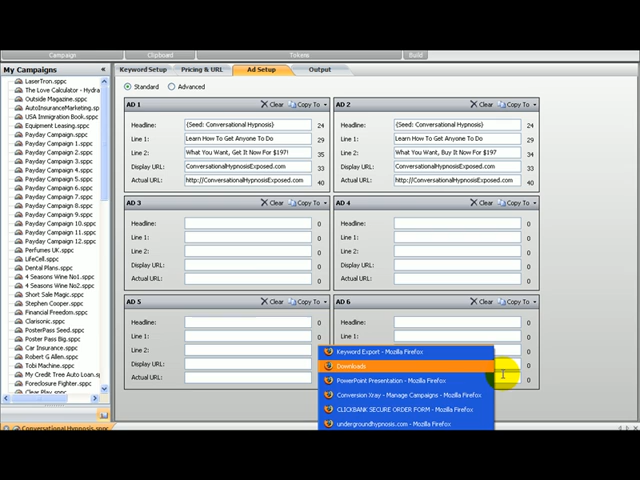 Campaign Clipboard Tokens Build
My Campaigns «
LaserTron.sppc
The Love Calculator - Hydra
Outside Magazine.sppc
AutoInsuranceMarketing.sp
USA Immigration Book.sppc
Equipment Leasing.sppc
Payday Campaign.sppc
Payday Campaign 1.sppc
Payday Campaign 2.sppc
Payday Campaign 3.sppc
Payday Campaign 4.sppc
Payday Campaign 5.sppc
Payday Campaign 6.sppc
Payday Campaign 7.sppc
Payday Campaign 8.sppc
Payday Campaign 9.sppc
Payday Campaign 10.sppc
Payday Campaign 11.sppc
Payday Campaign 12.sppc
Perfumes UK.sppc
LifeCell.sppc
Dental Plans.sppc
4 Seasons Wine No1.sppc
4 Seasons Wine No2.sppc
Short Sale Magic.sppc
Stephen Cooper.sppc
Financial Freedom.sppc
Clarisonic.sppc
PosterPass Seed.sppc
Poster Pass Big.sppc
Car Insurance.sppc
Robert G Allen.sppc
Tobi Machine.sppc
My Credit Tree Auto Loan.s
Foreclosure Fighter.sppc
Clear Play.sppc
Conversational Hypnosis.sppc
Keyword Setup Pricing & URL Ad Setup Output
Standard Advanced
AD 1 Clear Copy To
Headline: {Seed: Conversational Hypnosis} 24
Line 1: Learn How To Get Anyone To Do 29
Line 2: What You Want, Get It Now For $197! 35
Display URL: ConversationalHypnosisExposed.com 33
Actual URL: http://ConversationalHypnosisExposed.com 40
AD 2 Clear Copy To
Headline: {Seed: Conversational Hypnosis} 24
Line 1: Learn How To Get Anyone To Do 29
Line 2: What You Want, Buy It Now For $197 34
Display URL: ConversationalHypnosisExposed.com 33
Actual URL: http://ConversationalHypnosisExposed.com 40
AD 3 Clear Copy To
Headline: 0
Line 1: 0
Line 2: 0
Display URL: 0
Actual URL: 0
AD 4 Clear Copy To
Headline: 0
Line 1: 0
Line 2: 0
Display URL: 0
Actual URL: 0
AD 5 Clear Copy To
Headline: 0
Line 1:
Line 2:
Display URL:
Actual URL:
AD 6 Clear Copy To
Headline: 0
Line 1: 0
0
0
0
Keyword Export - Mozilla Firefox
Downloads
PowerPoint Presentation - Mozilla Firefox
Conversion Xray - Manage Campaigns - Mozilla Firefox
CLICKBANK SECURE ORDER FORM - Mozilla Firefox
undergroundhypnosis.com - Mozilla Firefox